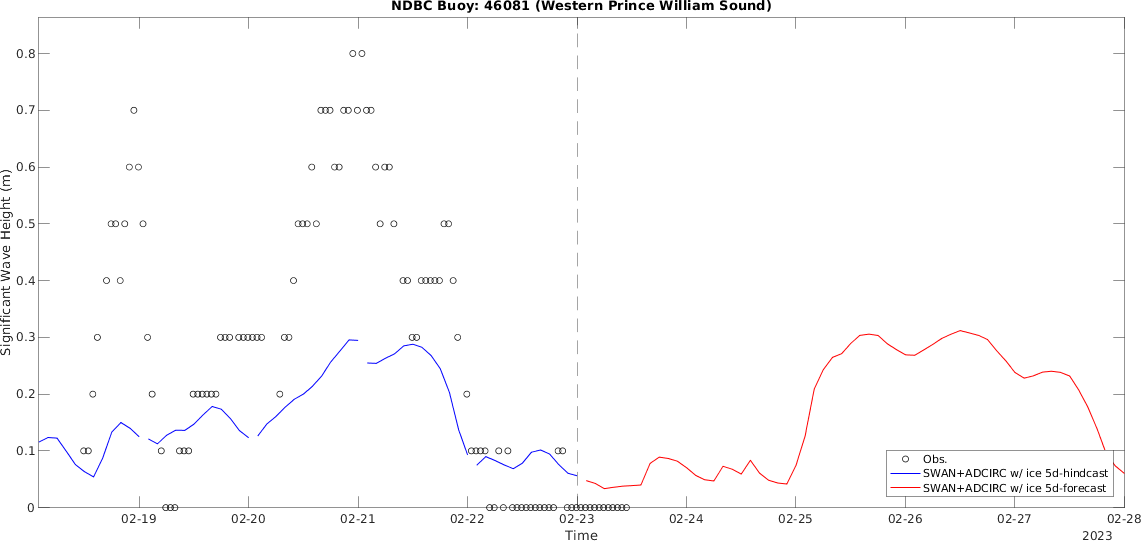 NDBC Buoy: 46081 (Western Prince William Sound)
Significant Wave Height (m)
0.8
0.7
0.6
0.5
0.4
0.3
0.2
0.1
0
Obs.
SWAN+ADCIRC w/ ice 5d-hindcast
SWAN+ADCIRC w/ ice 5d-forecast
02-19 02-20 02-21 02-22 02-23 02-24 02-25 02-26 02-27 02-28
Time
2023